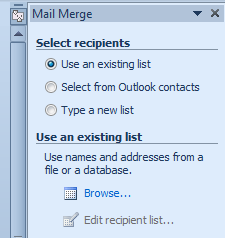 Mail Merge
Select recipients
Use an existing list
Select from Outlook contacts
Type a new list
Use an existing list
Use names and addresses from a
file or a database.
Browse...
Edit recipient list...